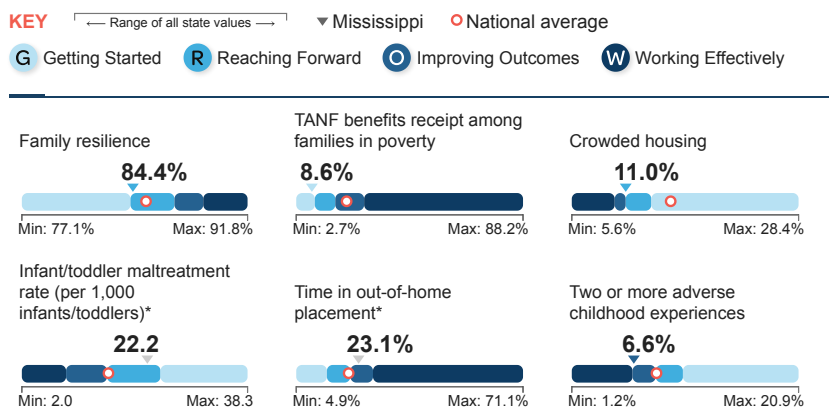 KEY Range of all state values Mississippi National average
G Getting Started R Reaching Forward O Improving Outcomes W Working Effectively
Family resilience
84.4%
Min: 77.1% Max: 91.8%
TANF benefits receipt among
families in poverty
8.6%
Min: 2.7% Max: 88.2%
Crowded housing
11.0%
Min: 5.6% Max: 28.4%
Infant/toddler maltreatment
rate (per 1,000
infants/toddlers)*
22.2
Min: 2.0 Max: 38.3
Time in out-of-home
placement*
23.1%
Min: 4.9% Max: 71.1%
Two or more adverse
childhood experiences
6.6%
Min: 1.2% Max: 20.9%